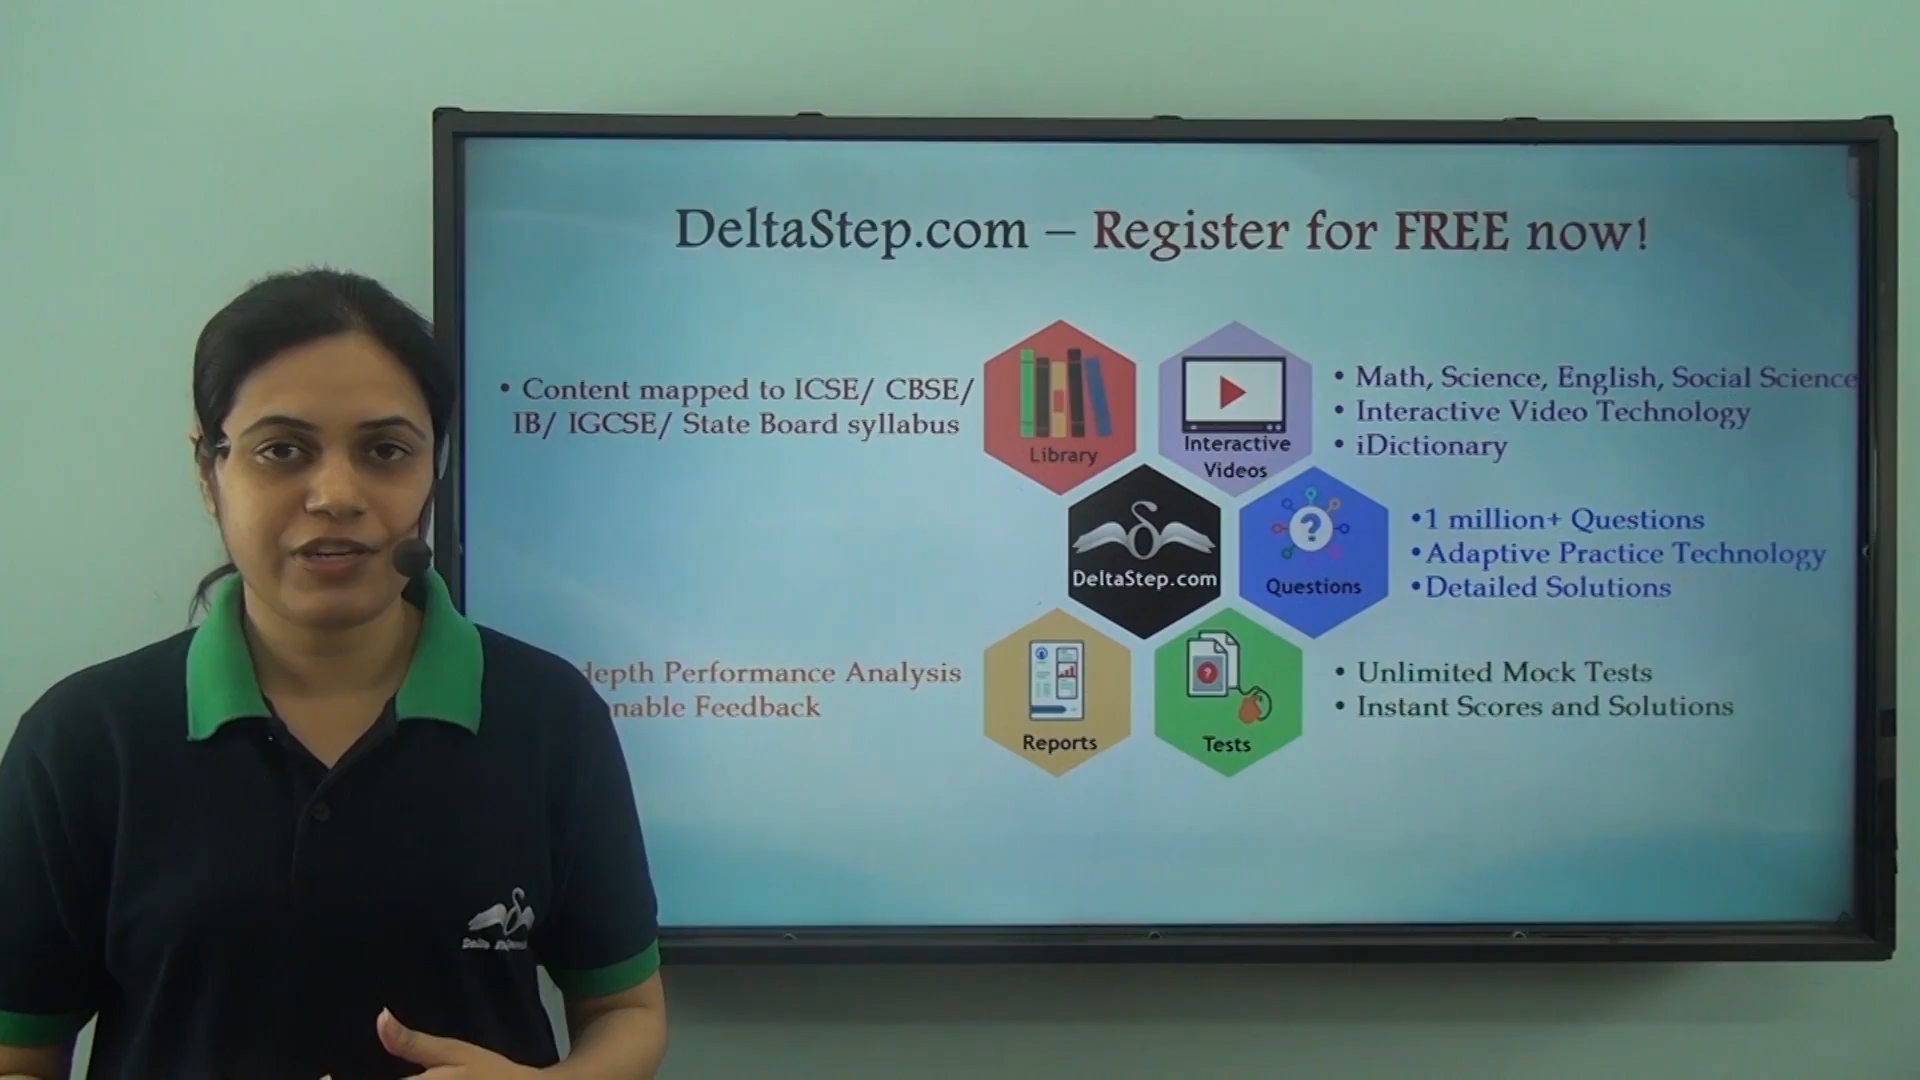 DeltaStep.com – Register for FREE now!
• Content mapped to ICSE/ CBSE/
IB/ IGCSE/ State Board syllabus
Library
Interactive
Videos
• Math, Science, English, Social Science
• Interactive Video Technology
• iDictionary
DeltaStep.com
?
Questions
•1 million+ Questions
•Adaptive Practice Technology
•Detailed Solutions
depth Performance Analysis
Feedback
Reports
?
Tests
• Unlimited Mock Tests
• Instant Scores and Solutions
Delta